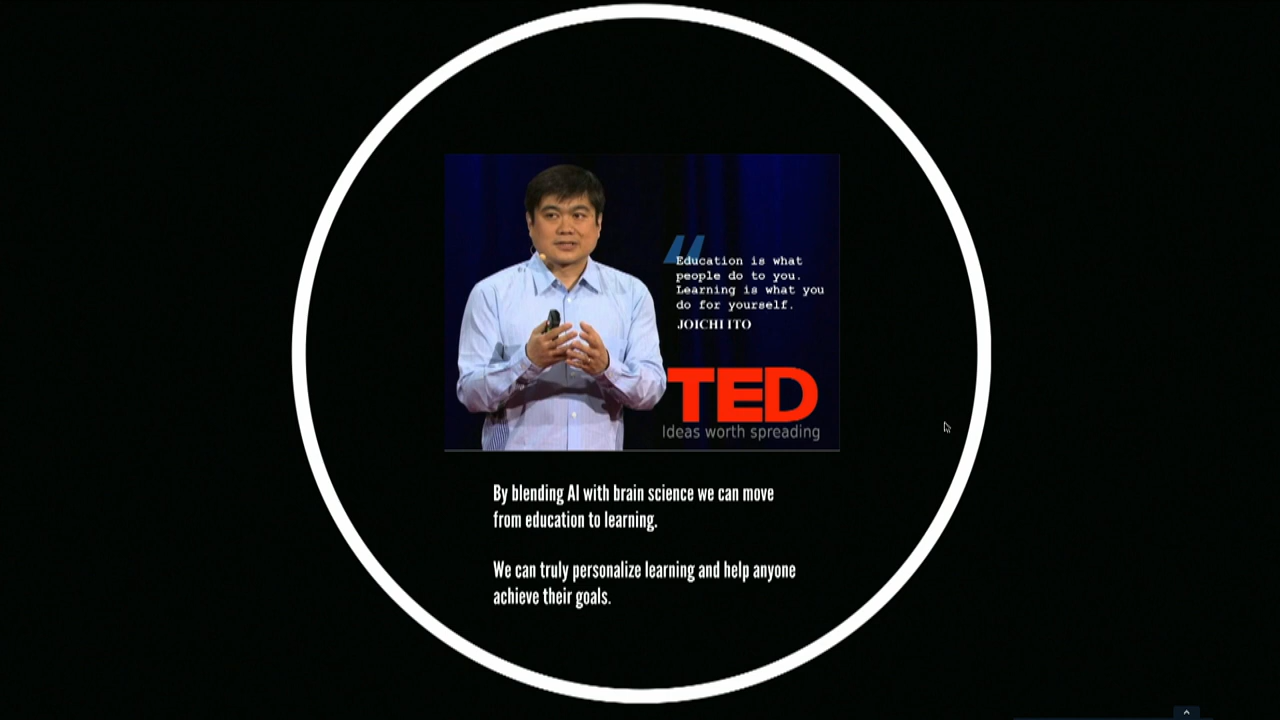 “
Education is what
people do to you.
Learning is what you
do for yourself.
JOICHI ITO
TED
Ideas worth spreading
By blending AI with brain science we can move
from education to learning.
We can truly personalize learning and help anyone
achieve their goals.